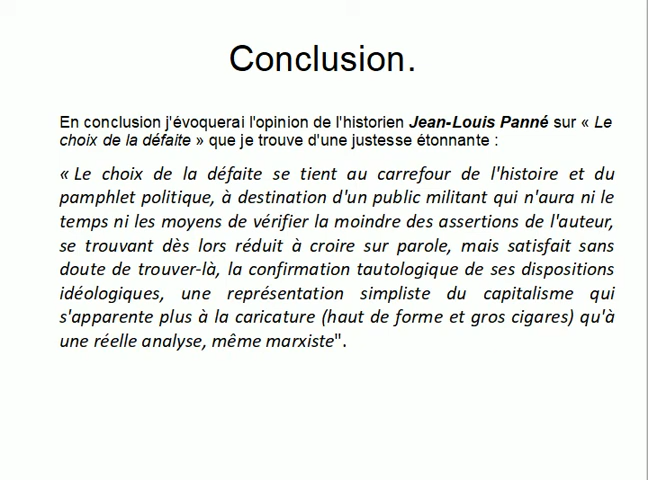 Conclusion.
En conclusion j'évoquerai l'opinion de l'historien Jean-Louis Panné sur « Le
choix de la défaite » que je trouve d'une justesse étonnante :
« Le choix de la défaite se tient au carrefour de l'histoire et du
pamphlet politique, à destination d'un public militant qui n'aura ni le
temps ni les moyens de vérifier la moindre des assertions de l'auteur,
se trouvant dès lors réduit à croire sur parole, mais satisfait sans
doute de trouver-là, la confirmation tautologique de ses dispositions
idéologiques, une représentation simpliste du capitalisme qui
s'apparente plus à la caricature (haut de forme et gros cigares) qu'à
une réelle analyse, même marxiste".